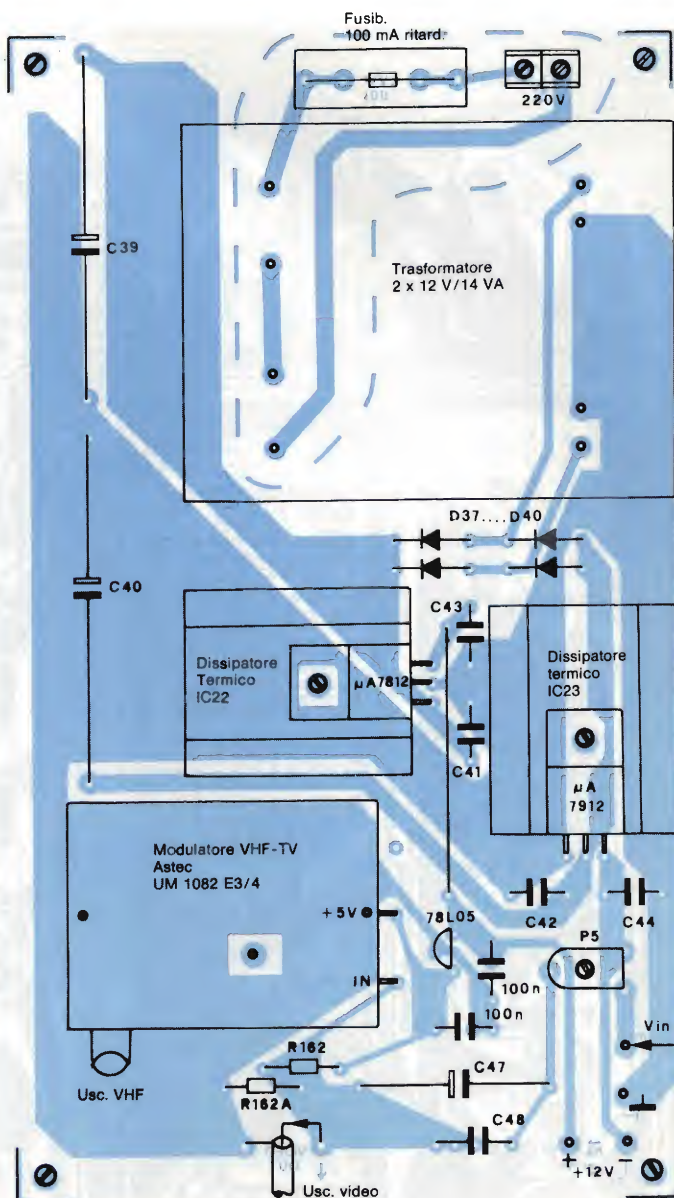 Fusib.
100 mA ritard.
220V
C39
Trasformatore
2 x 12 V/14 VA
D37....D40
C40
C43
Dissipatore
Termico
IC22
µA7812
Dissipatore
termico
IC23
C41
µA
7912
Modulatore VHF-TV
Astec
UM 1082 E3/4
+5V
78L05
C42
C44
P5
IN
100n
100n
Vin
R162
C47
Usc. VHF
R162A
C48
+ −
+12V
Usc. video